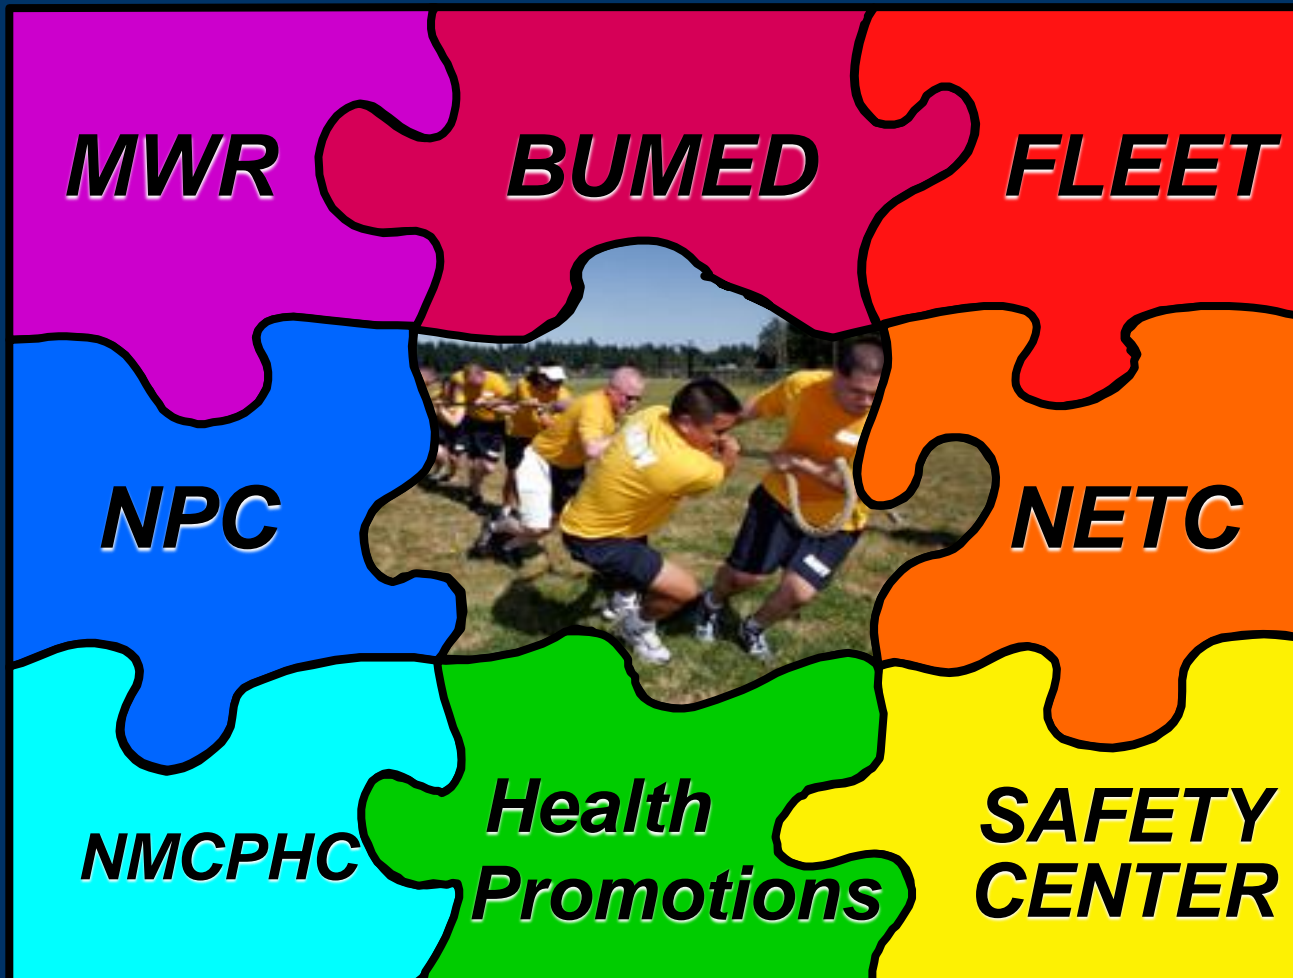 MWR
BUMED
FLEET
NPC
NETC
NMCPHC
Health
Promotions
SAFETY
CENTER